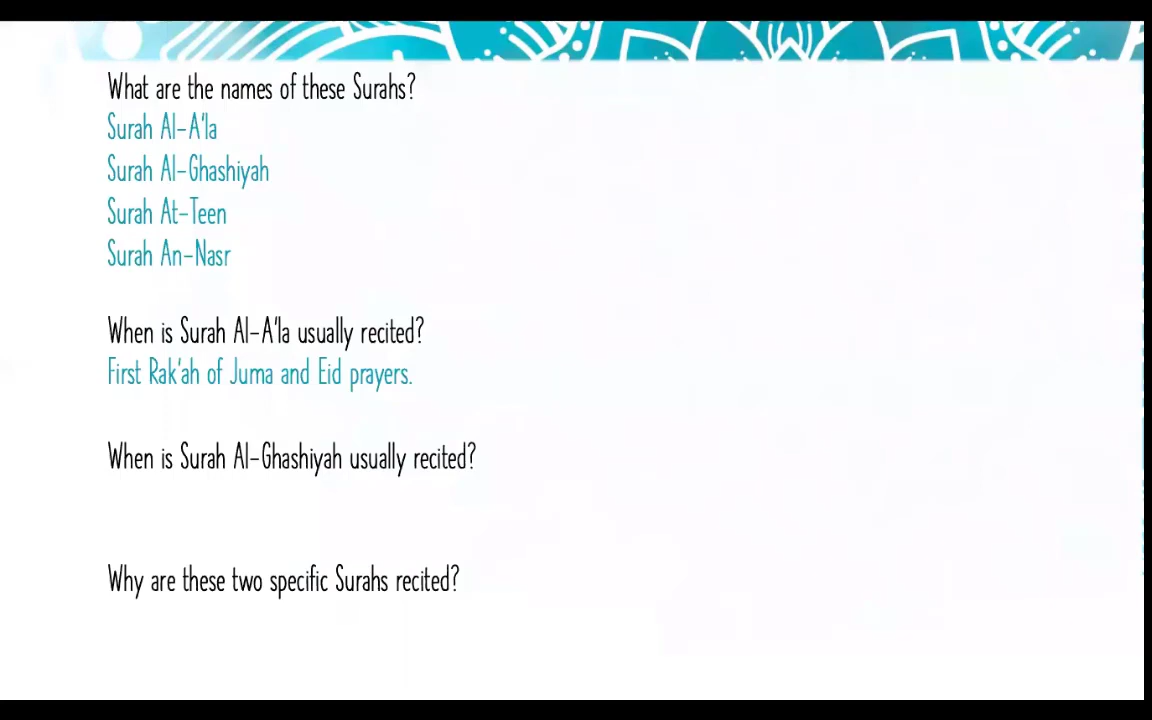 What are the names of these Surahs?
Surah Al-A'la
Surah Al-Ghashiyah
Surah At-Teen
Surah An-Nasr
When is Surah Al-A'la usually recited?
First Rak'ah of Juma and Eid prayers.
When is Surah Al-Ghashiyah usually recited?
Why are these two specific Surahs recited?